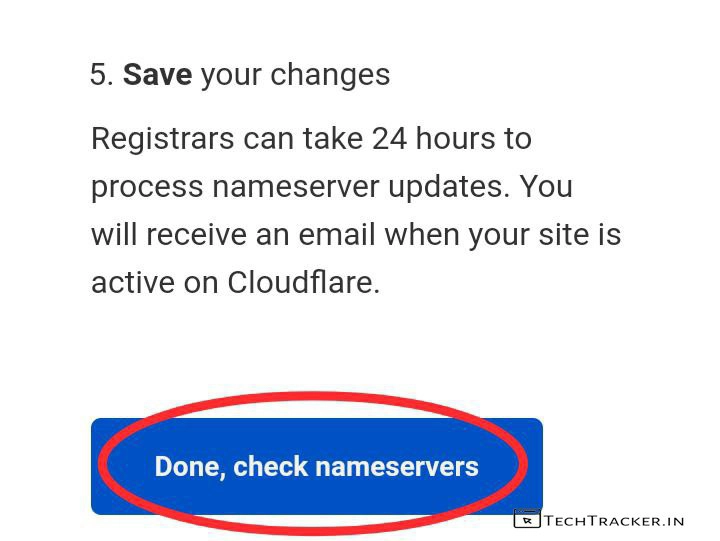 5. Save your changes
Registrars can take 24 hours to
process nameserver updates. You
will receive an email when your site is
active on Cloudflare.
Done, check nameservers
TECHTRACKER.IN